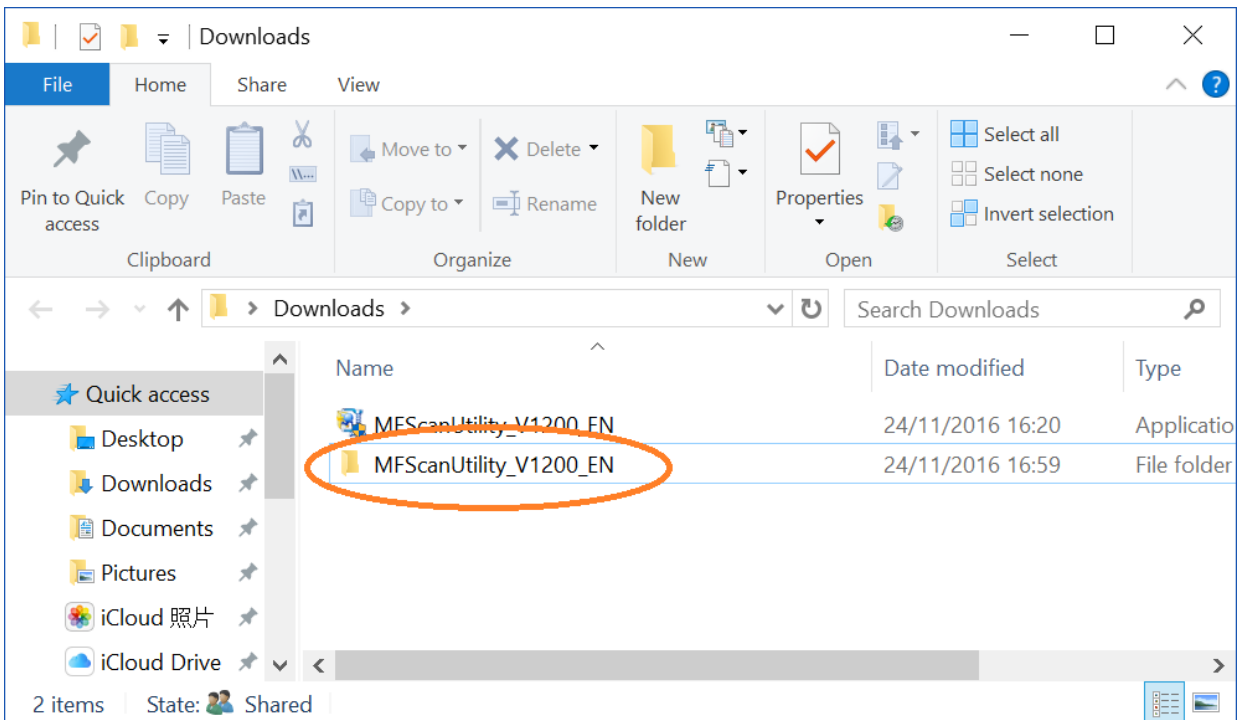 Downloads
File Home Share View
Pin to Quick access
Copy
Paste
Clipboard
Move to
Copy to
Delete
Rename
Organize
New folder
New
Properties
Open
Select all
Select none
Invert selection
Select
Downloads
Search Downloads
Name Date modified Type
Quick access
Desktop
Downloads
Documents
Pictures
iCloud 照片
iCloud Drive
MFScanUtility_V1200_EN 24/11/2016 16:20 Applicatio
MFScanUtility_V1200_EN 24/11/2016 16:59 File folder
2 items State: Shared